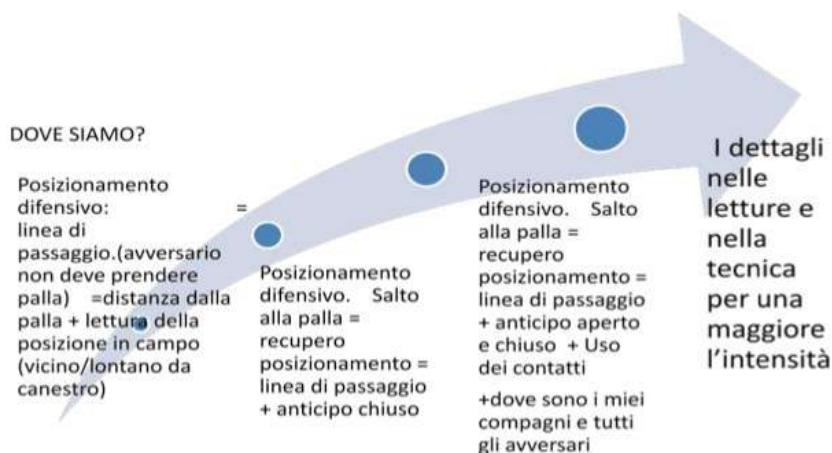 DOVE SIAMO?
Posizionamento
difensivo: =
linea di
passaggio.(avversario
non deve prendere
palla) =distanza dalla
palla + lettura della
posizione in campo
(vicino/lontano da
canestro)
Posizionamento
difensivo. Salto
alla palla =
recupero
posizionamento =
linea di passaggio
+ anticipo chiuso
Posizionamento
difensivo. Salto
alla palla =
recupero
posizionamento =
linea di passaggio
+ anticipo aperto
e chiuso + Uso
dei contatti
+dove sono i miei
compagni e tutti
gli avversari
I dettagli
nelle
letture e
nella
tecnica
per una
maggiore
l'intensità